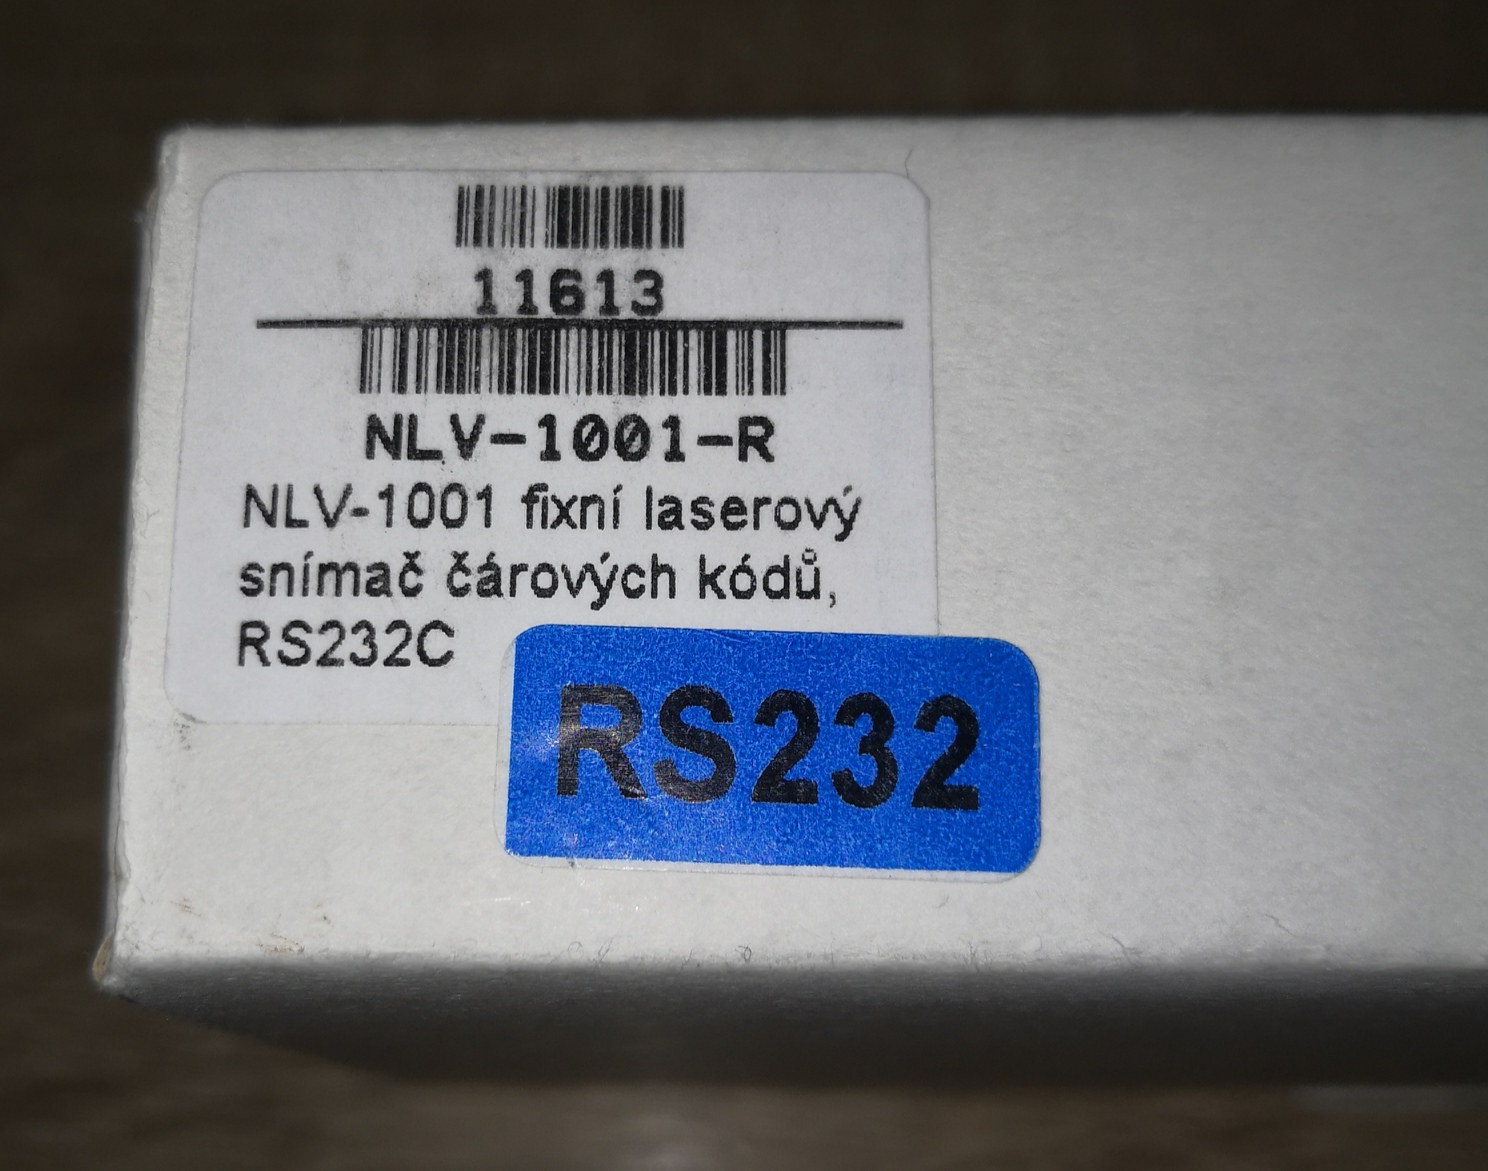 11613
NLV-1001-R
NLV-1001 fixní laserový
snímač čárových kódů,
RS232C
RS232